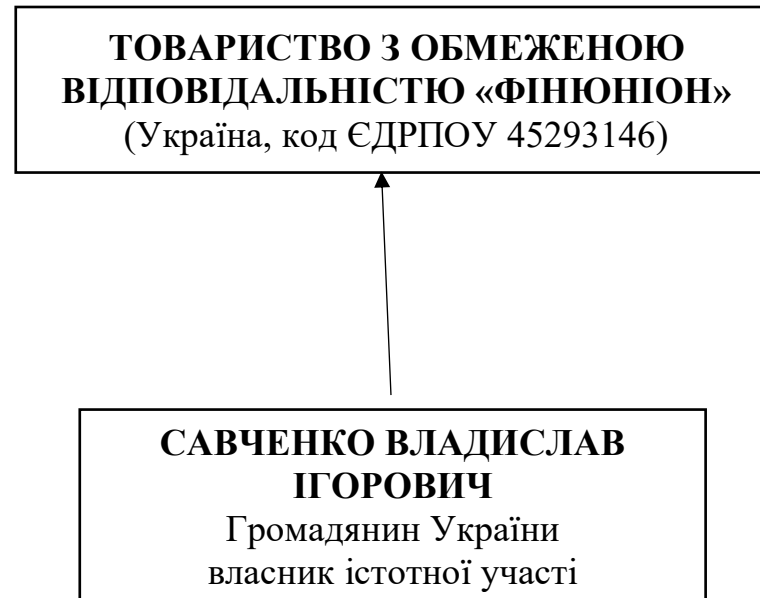 ТОВАРИСТВО З ОБМЕЖЕНОЮ
ВІДПОВІДАЛЬНІСТЮ «ФІНЮНІОН»
(Україна, код ЄДРПОУ 45293146)
САВЧЕНКО ВЛАДИСЛАВ
ІГОРОВИЧ
Громадянин України
власник істотної участі